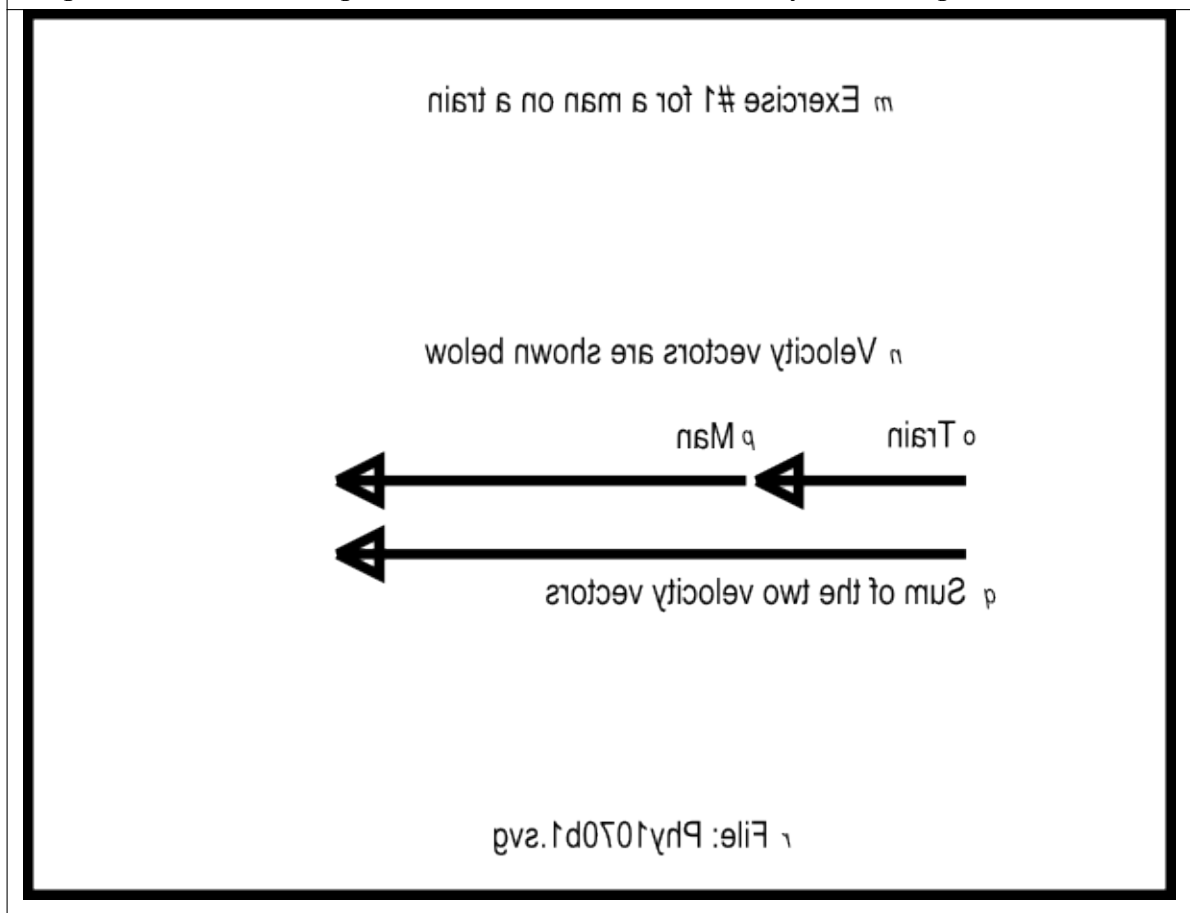 m Exercise #1 for a man on a train
n Velocity vectors are shown below
o Train
p Man
q Sum of the two velocity vectors
r File: Phy1070b1.svg